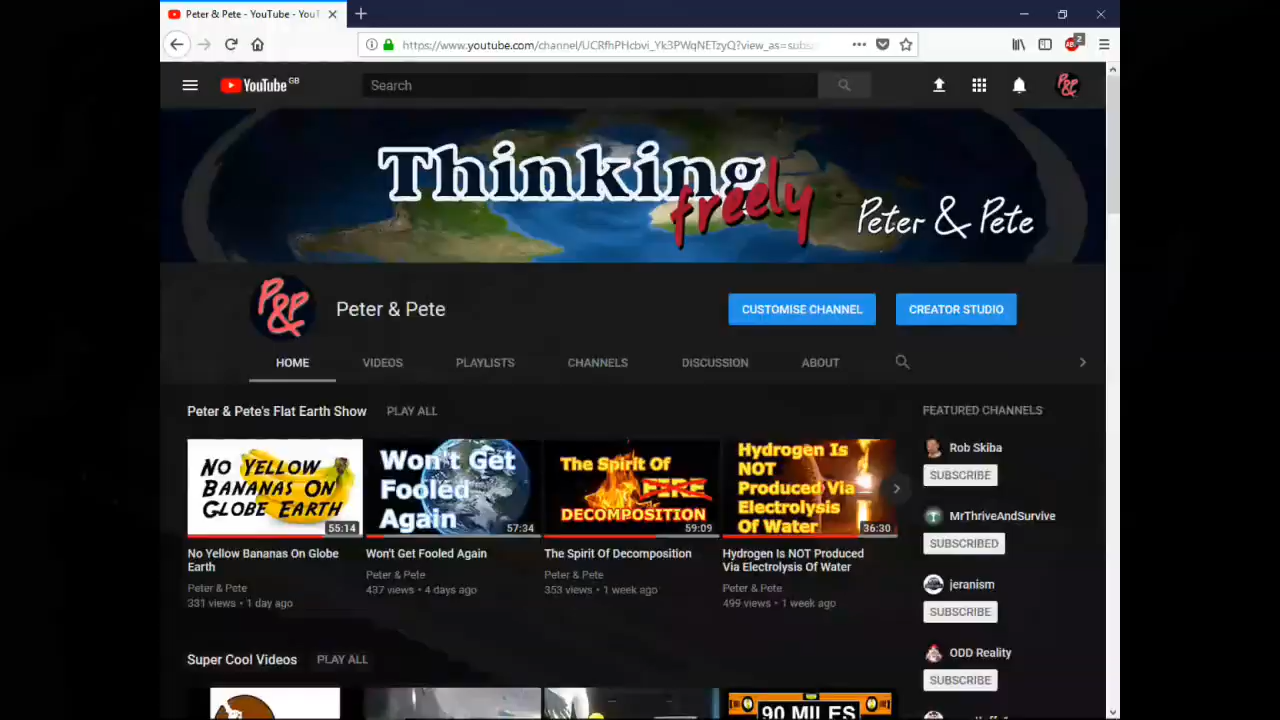 Peter & Pete - YouTube - YouT
https://www.youtube.com/channel/UCRfhPHcbvi_Yk3PWqNETzyQ?view_as=subs
2
YouTube GB
Search
P&P
Thinking
freely
Peter & Pete
P&P
Peter & Pete
CUSTOMISE CHANNEL
CREATOR STUDIO
HOME
VIDEOS
PLAYLISTS
CHANNELS
DISCUSSION
ABOUT
Peter & Pete's Flat Earth Show
PLAY ALL
NO YELLOW
BANANAS ON
GLOBE EARTH
55:14
No Yellow Bananas On Globe
Earth
Peter & Pete
331 views • 1 day ago
Won't Get
Fooled
Again
57:34
Won't Get Fooled Again
Peter & Pete
437 views • 4 days ago
The Spirit Of
FIRE
DECOMPOSITION
59:09
The Spirit Of Decomposition
Peter & Pete
353 views • 1 week ago
Hydrogen Is
NOT
Produced Via
Electrolysis
Of Water
36:30
Hydrogen Is NOT Produced
Via Electrolysis Of Water
Peter & Pete
499 views • 1 week ago
FEATURED CHANNELS
Rob Skiba
SUBSCRIBE
MrThriveAndSurvive
SUBSCRIBED
jeranism
SUBSCRIBE
ODD Reality
SUBSCRIBE
Super Cool Videos
PLAY ALL
90 MILES